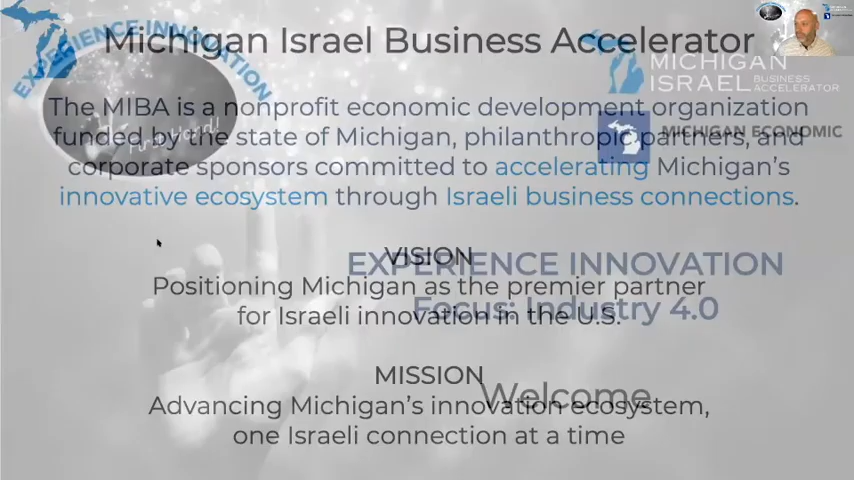 Michigan Israel Business Accelerator
EXPERIENCE INNOVATION
MICHIGAN
ISRAEL BUSINESS
ACCELERATOR
The MIBA is a nonprofit economic development organization
funded by the state of Michigan, philanthropic partners, and
MICHIGAN ECONOMIC
corporate sponsors committed to accelerating Michigan's
innovative ecosystem through Israeli business connections.
VISION
EXPERIENCE INNOVATION
Positioning Michigan as the premier partner
Focus: Industry 4.0
for Israeli innovation in the U.S.
MISSION
Welcome
Advancing Michigan's innovation ecosystem,
one Israeli connection at a time